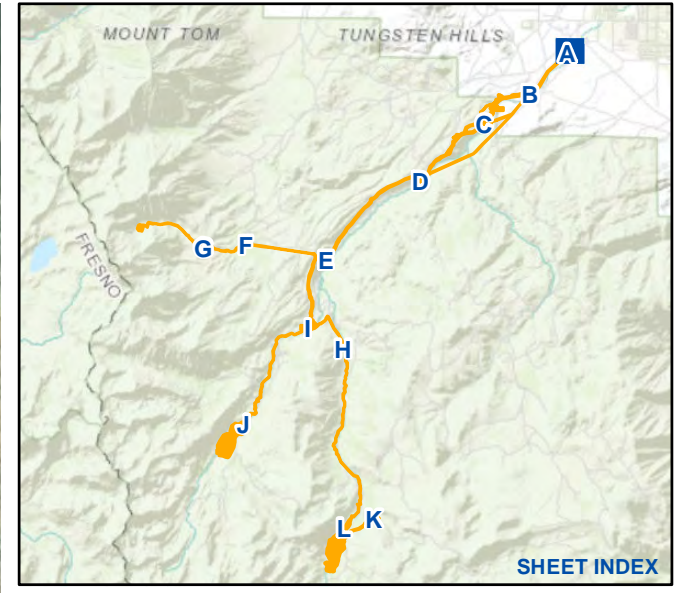 MOUNT TOM TUNGSTEN HILLS
A
B
C
D
G F E
FRESNO
I
H
J
L K
SHEET INDEX